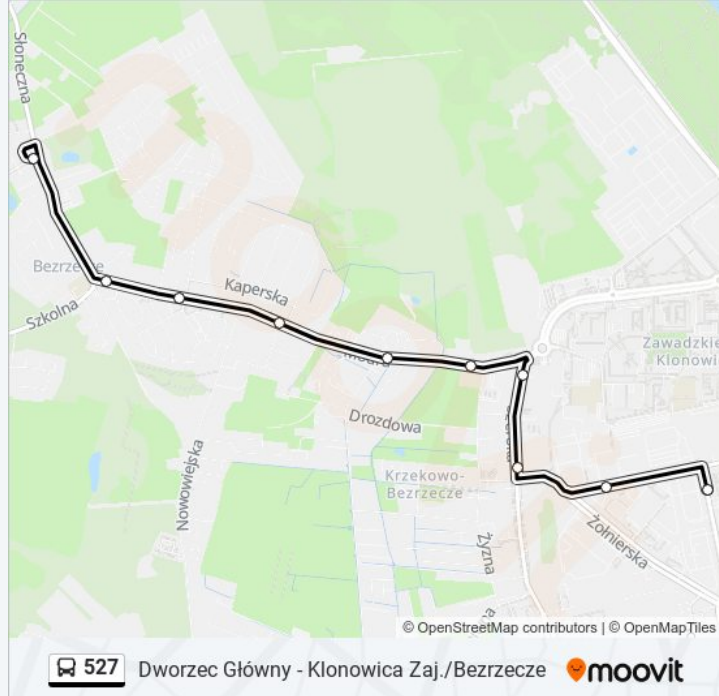 Słoneczna
Bezrzecze
Kaperska
Szkolna
Zawadzkie
Klonowi
Drozdowa
Nowowiejska
Krzekowo-
Bezrzecze
Żołnierska
Żyzna
© OpenStreetMap contributors | © OpenMapTiles
527 Dworzec Główny - Klonowica Zaj./Bezrzecze moovit